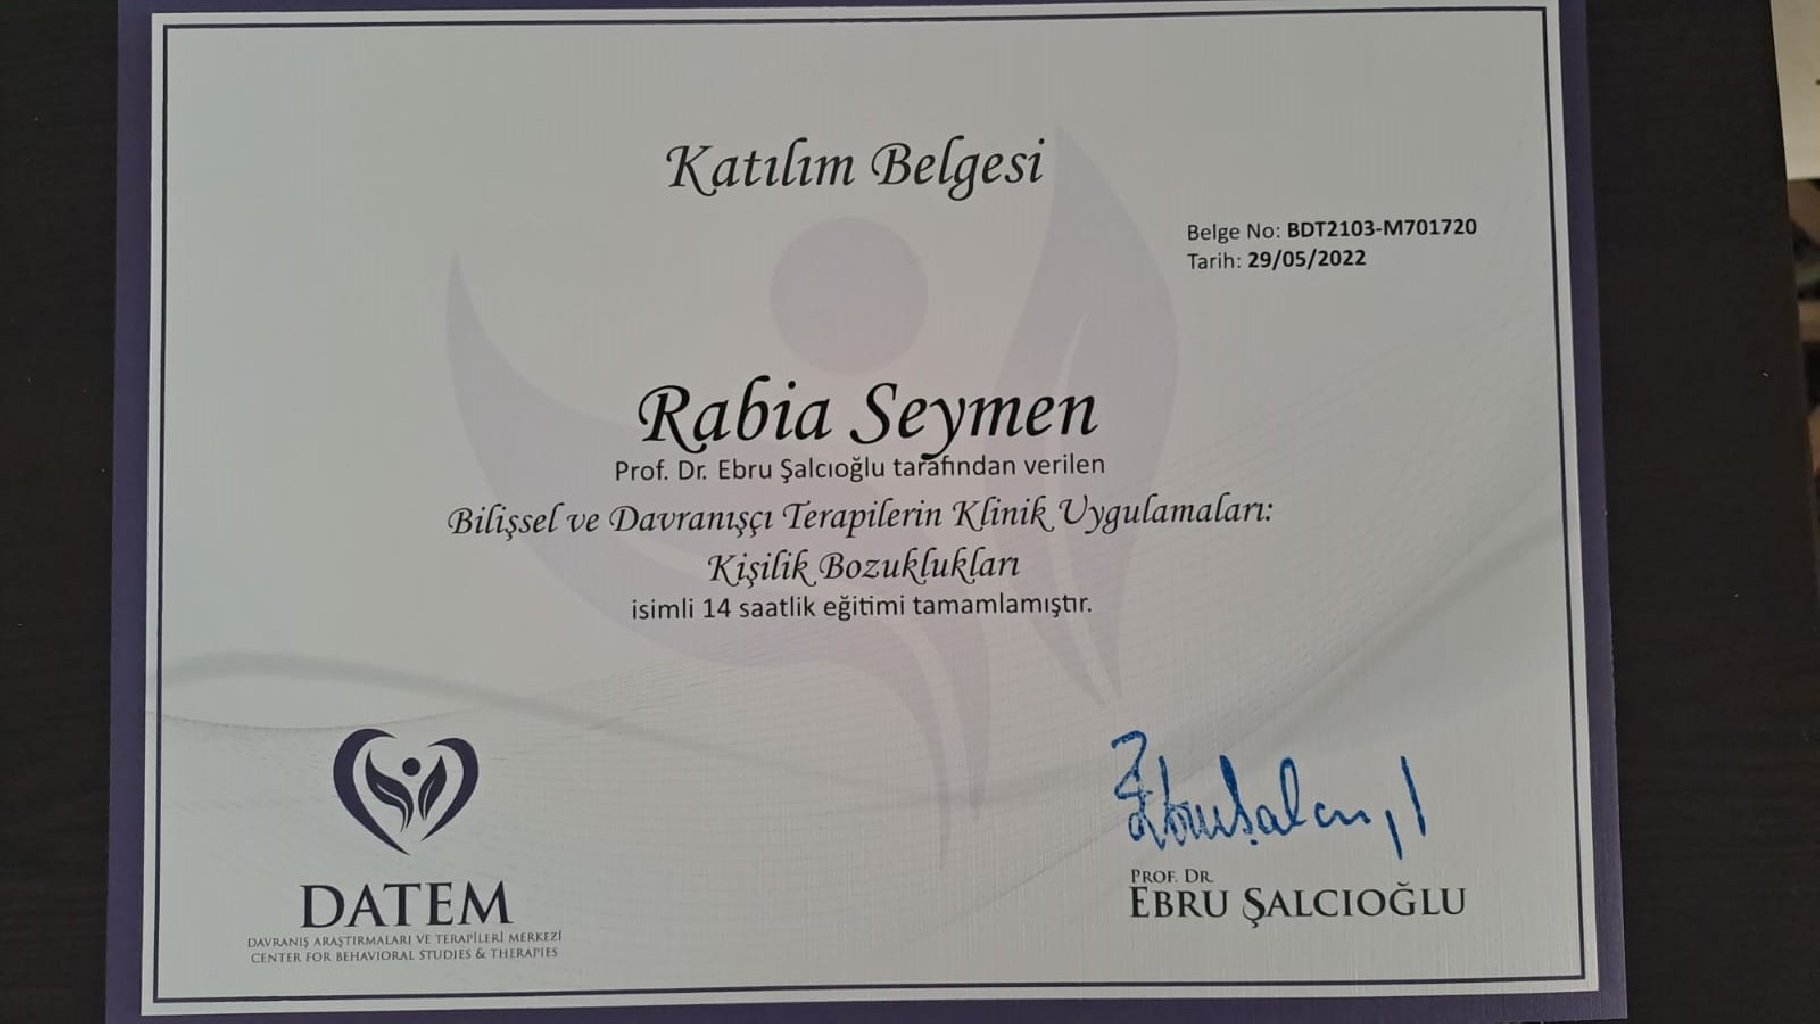 Katılım Belgesi
Belge No: BDT2103-M701720
Tarih: 29/05/2022
Rabia Seymen
Prof. Dr. Ebru Şalcıoğlu tarafından verilen
Bilişsel ve Davranışçı Terapilerin Klinik Uygulamaları:
Kişilik Bozuklukları
isimli 14 saatlik eğitimi tamamlamıştır.
DATEM
DAVRANIŞ ARAŞTIRMALARI VE TERAPİLERİ MERKEZİ
CENTER FOR BEHAVIORAL STUDIES & THERAPIES
Ebru Şalcıoğl
PROF. DR.
EBRU ŞALCIOĞLU